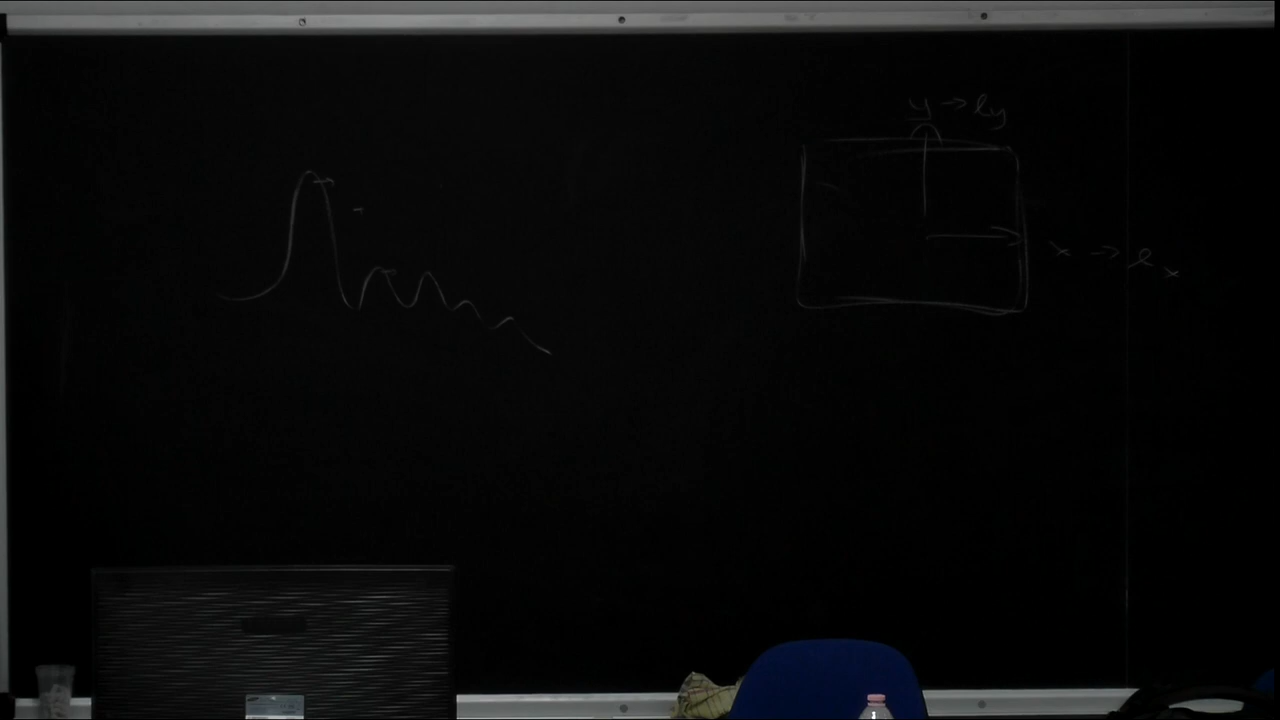 y → ly
x → lx